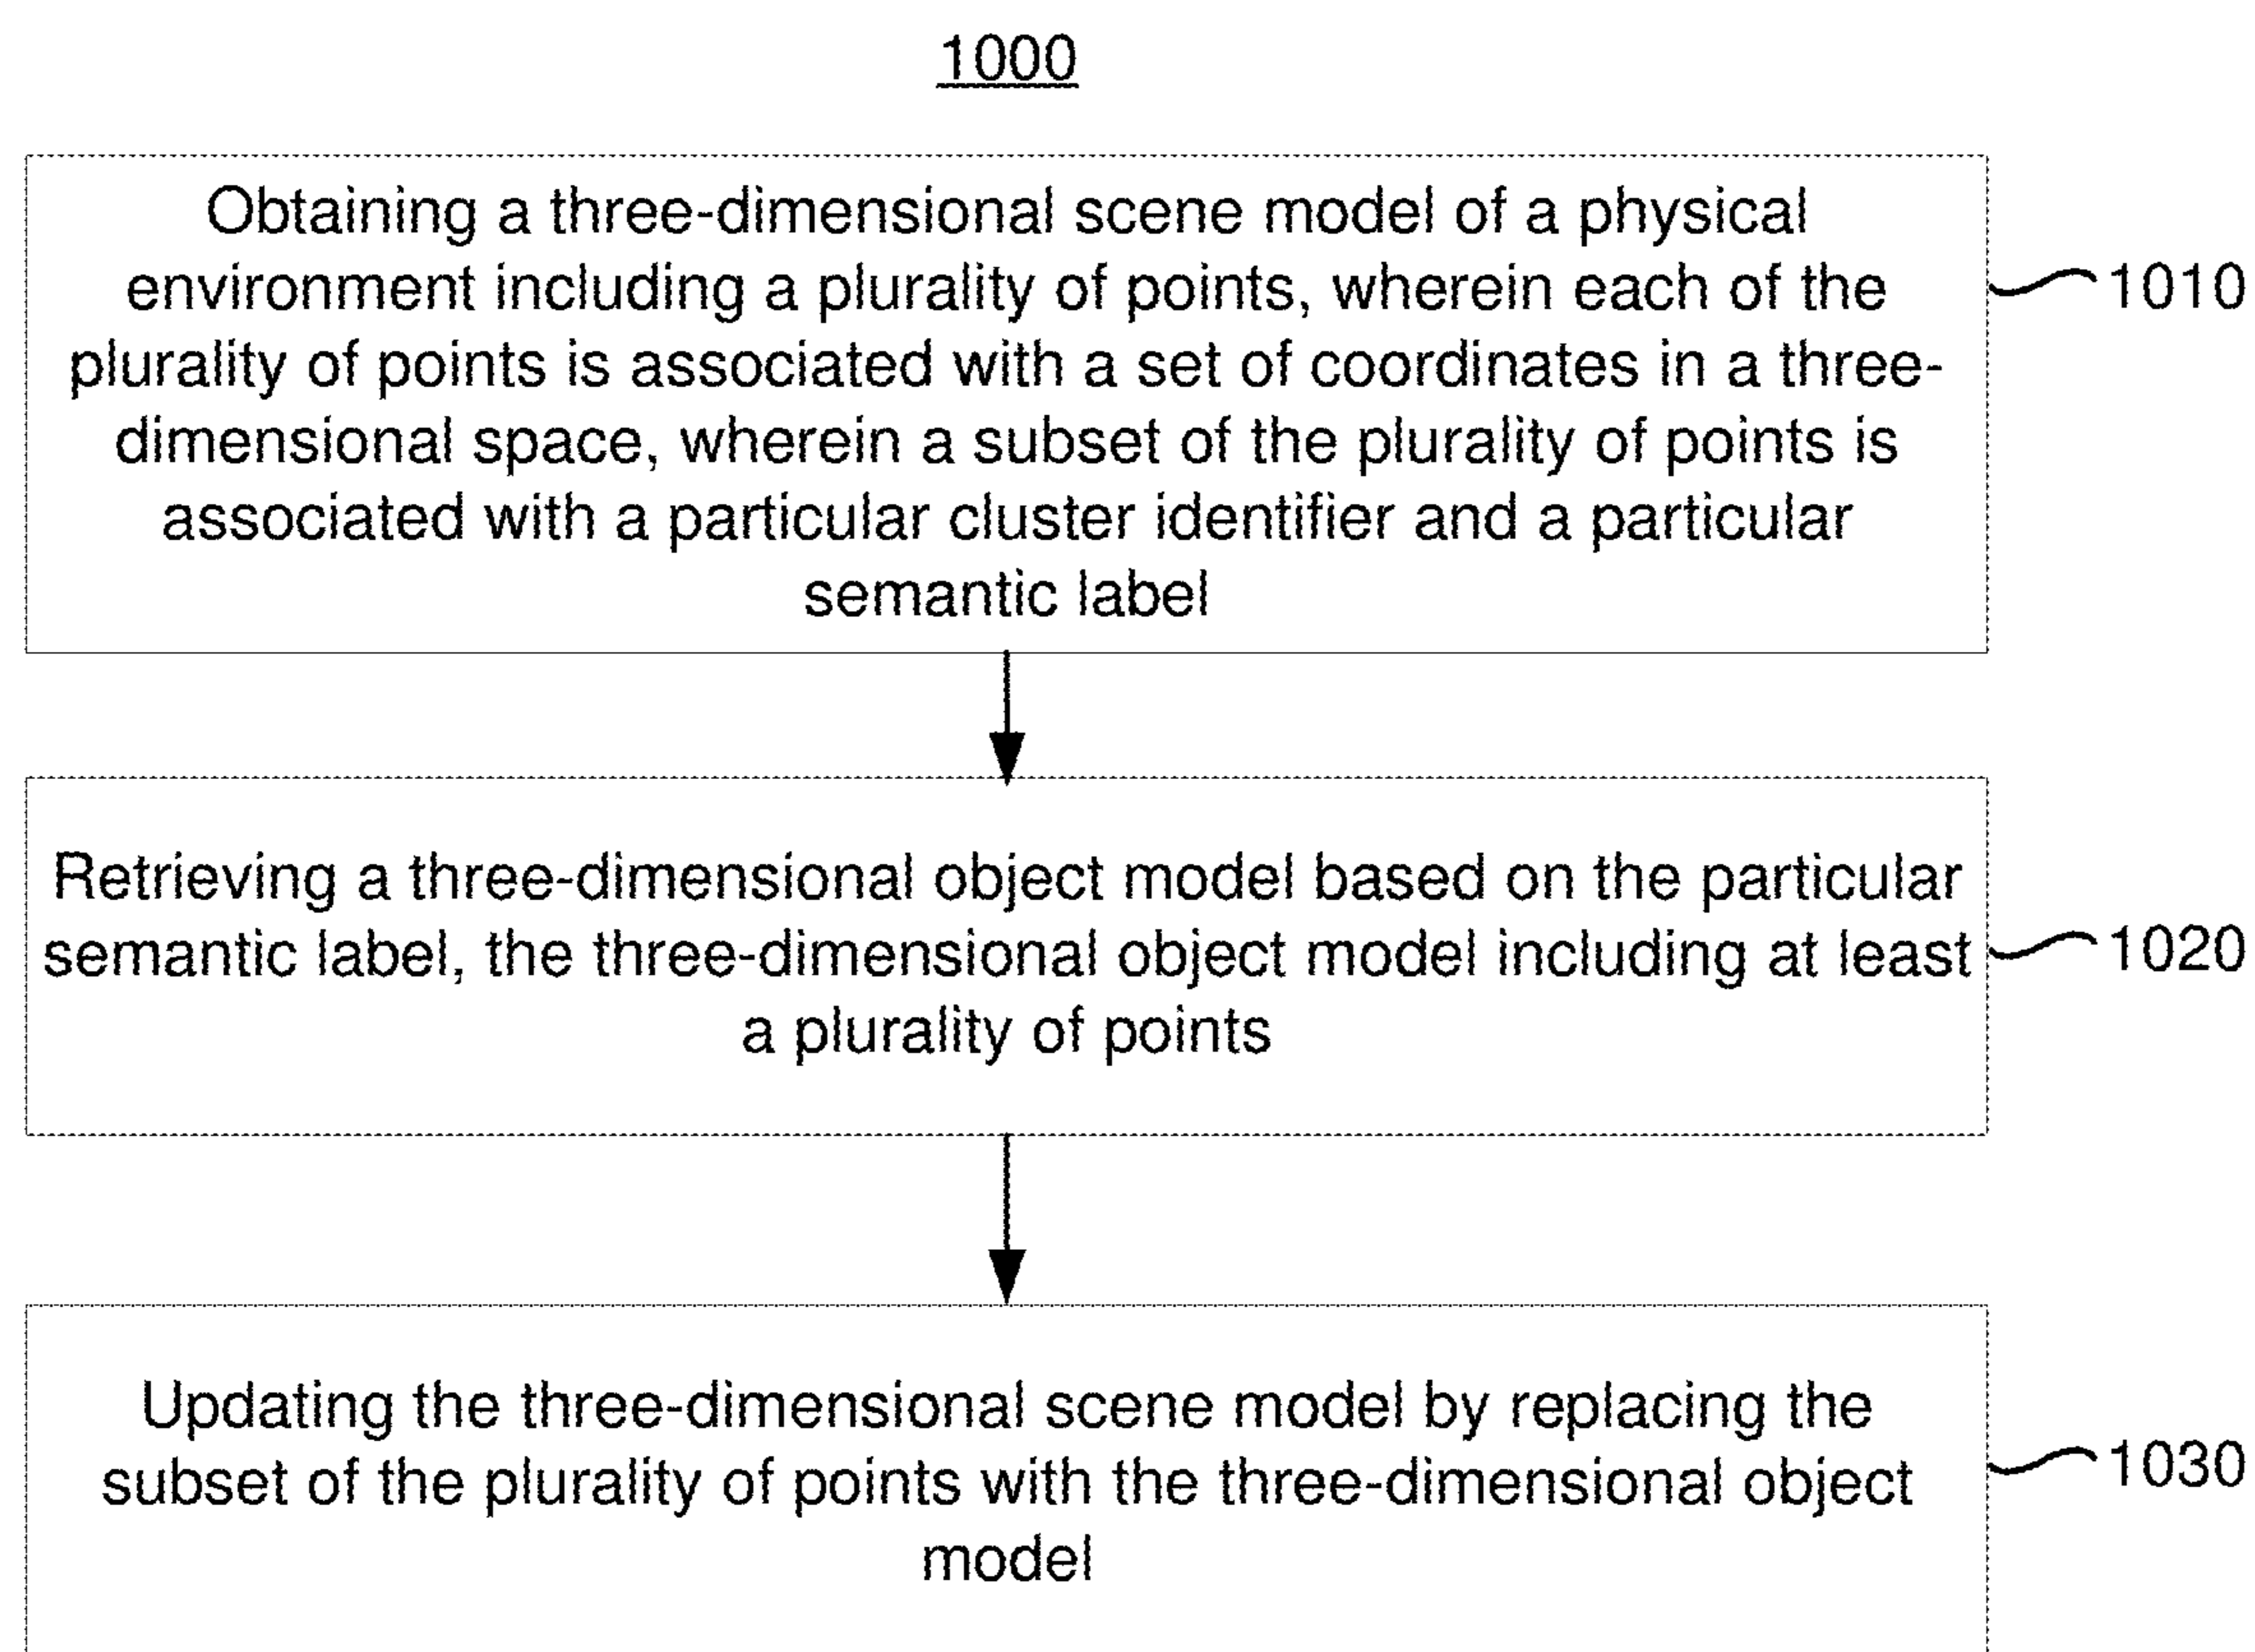 1000
Obtaining a three-dimensional scene model of a physical
environment including a plurality of points, wherein each of the
plurality of points is associated with a set of coordinates in a three-
dimensional space, wherein a subset of the plurality of points is
associated with a particular cluster identifier and a particular
semantic label
1010
Retrieving a three-dimensional object model based on the particular
semantic label, the three-dimensional object model including at least
a plurality of points
1020
Updating the three-dimensional scene model by replacing the
subset of the plurality of points with the three-dimensional object
model
1030